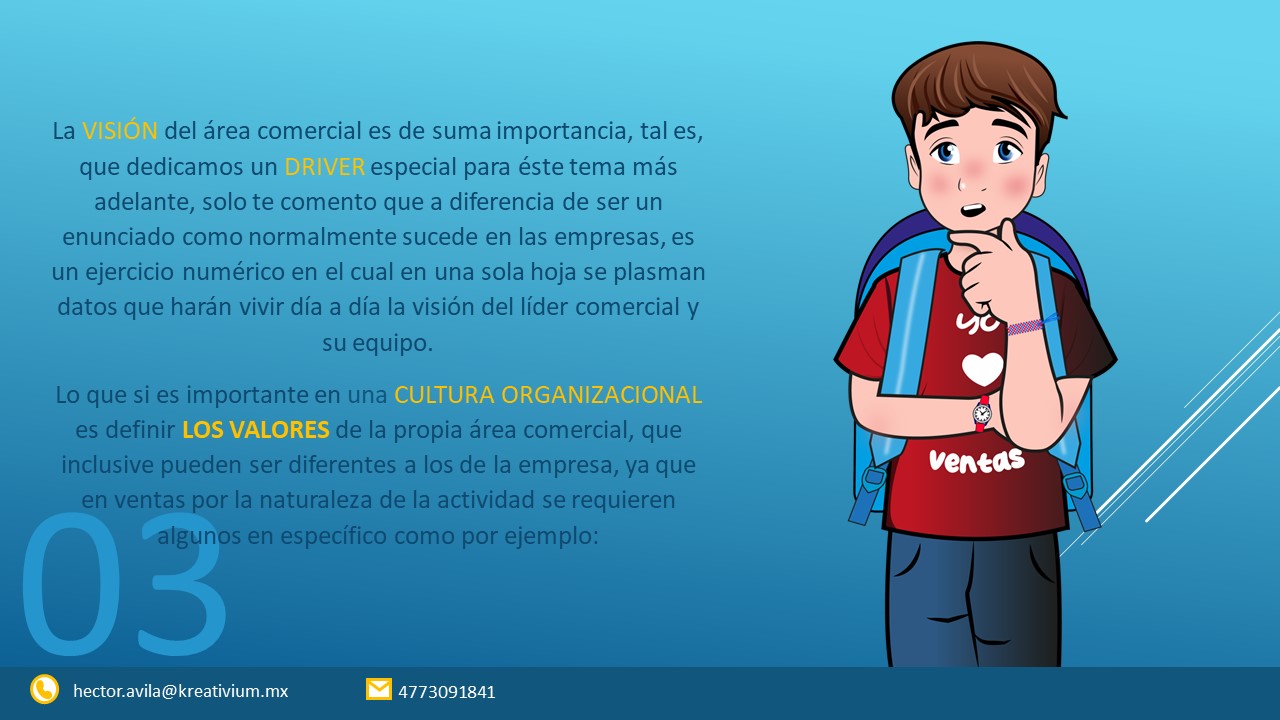 La VISIÓN del área comercial es de suma importancia, tal es,
que dedicamos un DRIVER especial para éste tema más
adelante, solo te comento que a diferencia de ser un
enunciado como normalmente sucede en las empresas, es
un ejercicio numérico en el cual en una sola hoja se plasman
datos que harán vivir día a día la visión del líder comercial y
su equipo.
Lo que si es importante en una CULTURA ORGANIZACIONAL
es definir LOS VALORES de la propia área comercial, que
inclusive pueden ser diferentes a los de la empresa, ya que
en ventas por la naturaleza de la actividad se requieren
algunos en específico como por ejemplo:
03
yo
ventas
hector.avila@kreativium.mx
4773091841